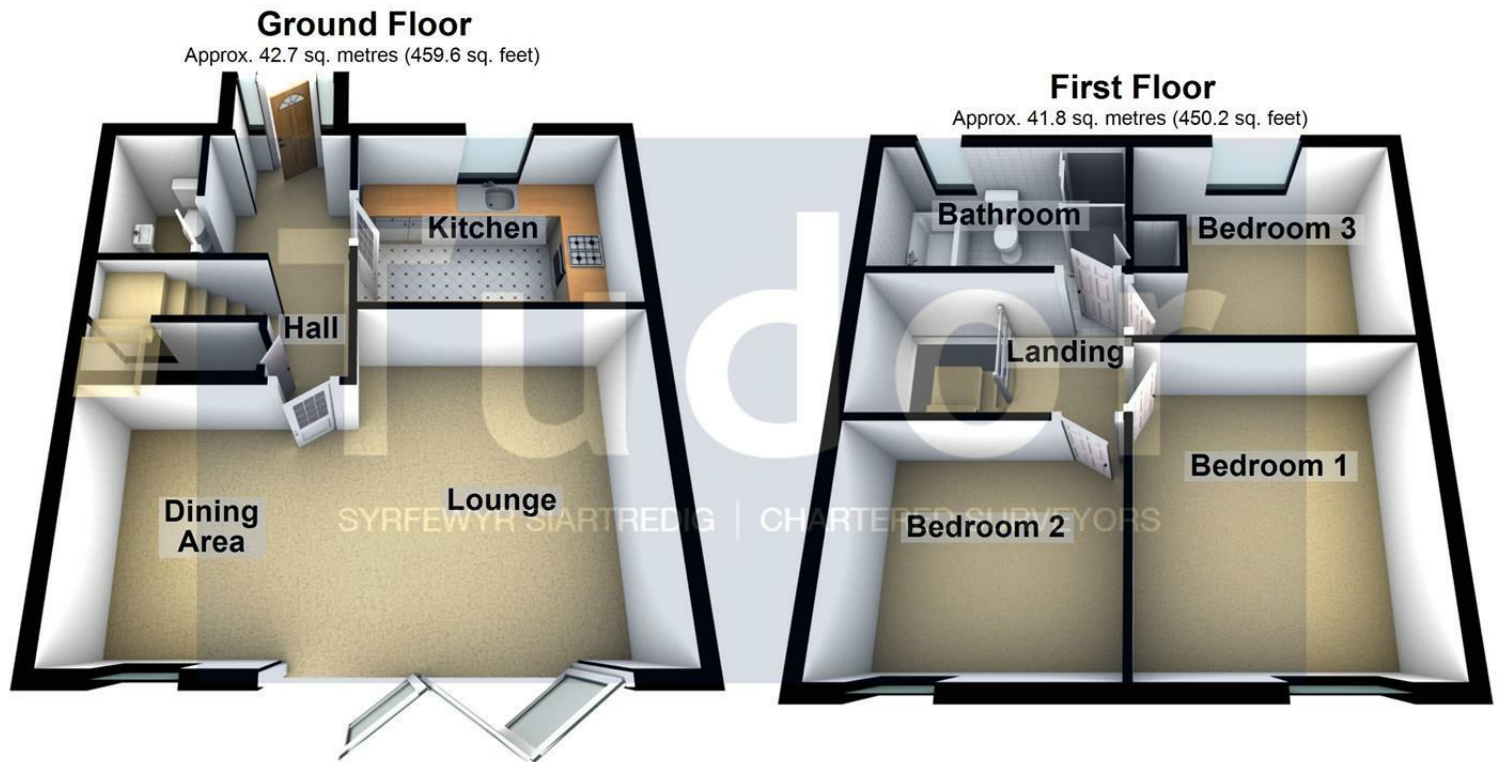 Ground Floor
Approx. 42.7 sq. metres (459.6 sq. feet)
Kitchen
Hall
Lounge
Dining
Area
First Floor
Approx. 41.8 sq. metres (450.2 sq. feet)
Bathroom
Bedroom 3
Landing
Bedroom 1
Bedroom 2
Tudor
SYRFEWYR SIARTREDIG | CHARTERED SURVEYORS